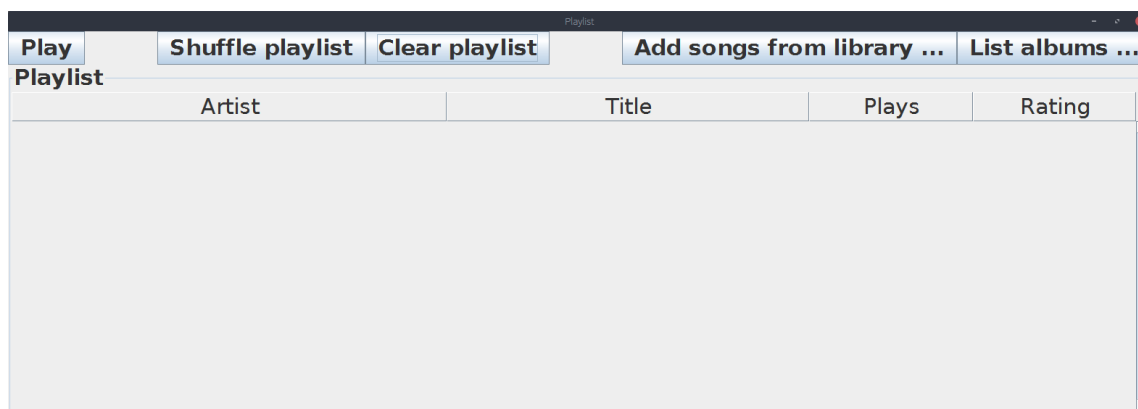 Playlist
Play Shuffle playlist Clear playlist Add songs from library ... List albums ...
Playlist
Artist Title Plays Rating